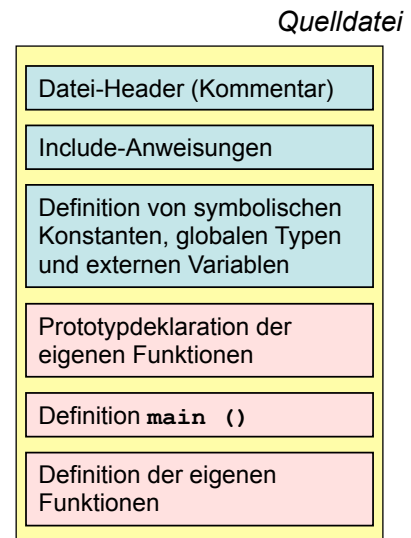 Quelldatei
Datei-Header (Kommentar)
Include-Anweisungen
Definition von symbolischen
Konstanten, globalen Typen
und externen Variablen
Prototypdeklaration der
eigenen Funktionen
Definition main ()
Definition der eigenen
Funktionen